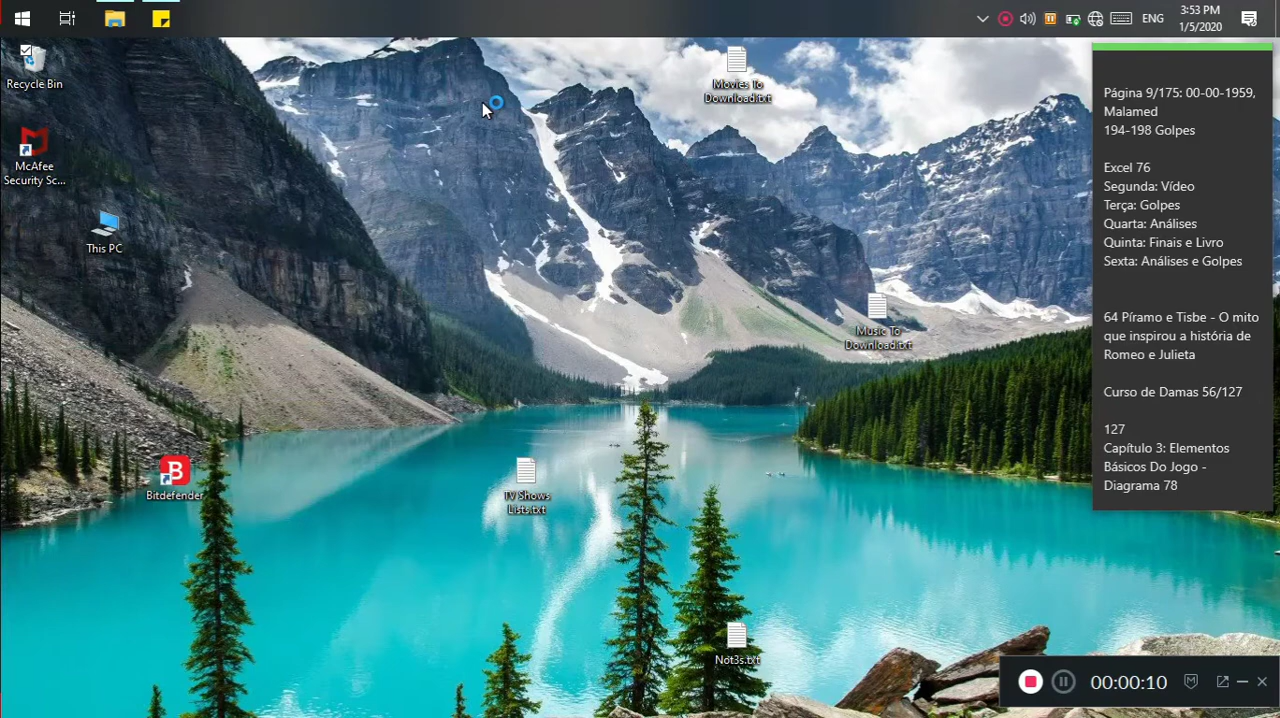 ENG
3:53 PM
1/5/2020
Recycle Bin
McAfee
Security Sc...
This PC
Bitdefender
Movies To
Download.txt
Music To
Download.txt
TV Shows
Lists.txt
Not3s.txt
Página 9/175: 00-00-1959,
Malamed
194-198 Golpes
Excel 76
Segunda: Vídeo
Terça: Golpes
Quarta: Análises
Quinta: Finais e Livro
Sexta: Análises e Golpes
64 Píramo e Tisbe - O mito
que inspirou a história de
Romeo e Julieta
Curso de Damas 56/127
127
Capítulo 3: Elementos
Básicos Do Jogo -
Diagrama 78
00:00:10